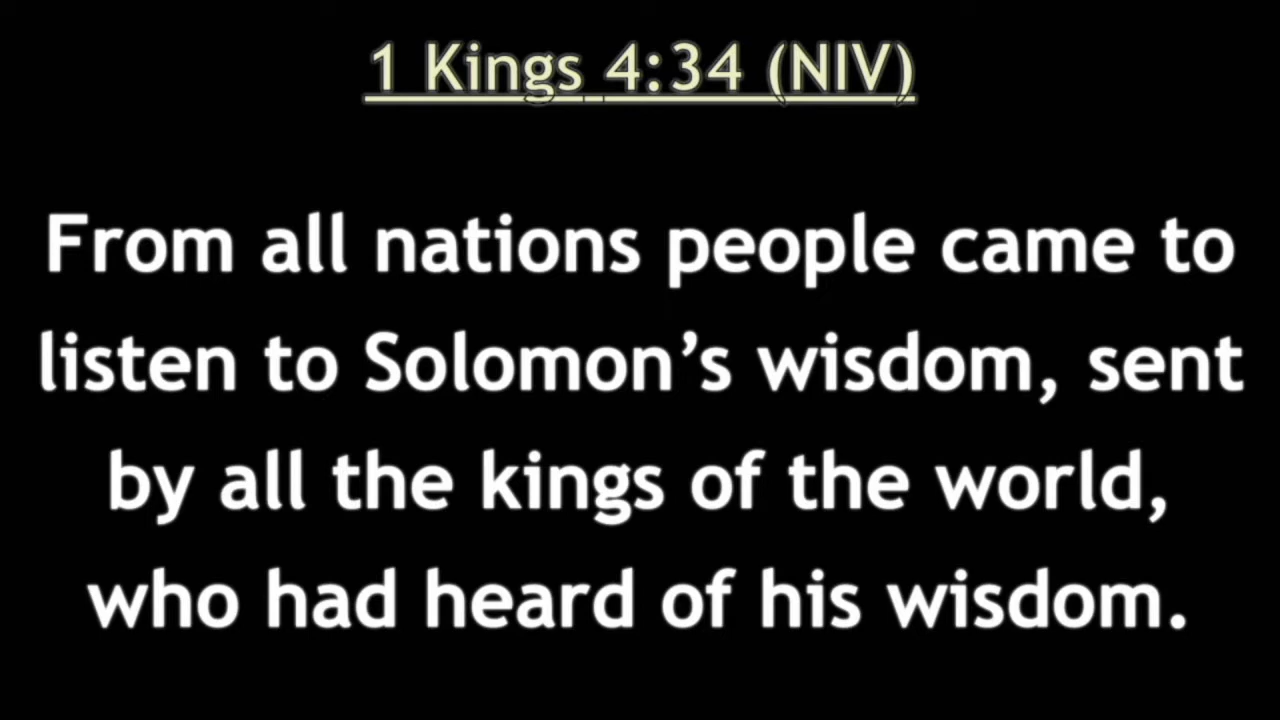 1 Kings 4:34 (NIV)
From all nations people came to
listen to Solomon’s wisdom, sent
by all the kings of the world,
who had heard of his wisdom.